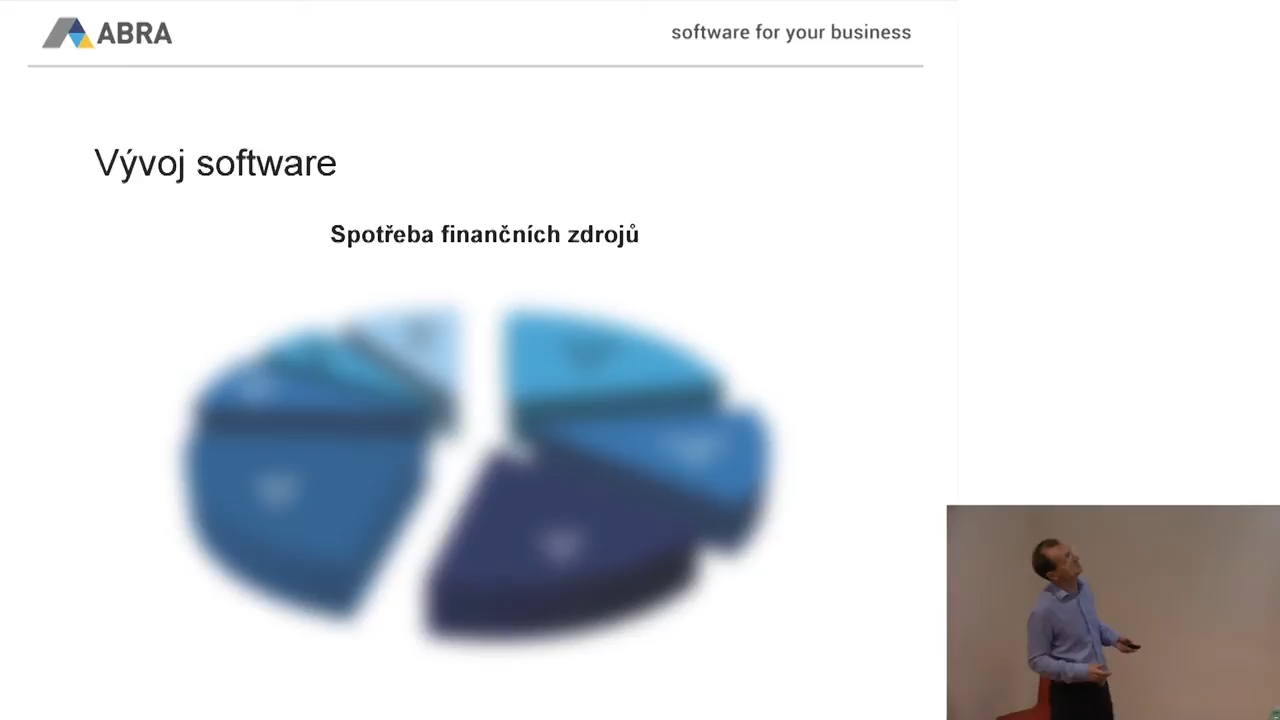 ABRA
software for your business
Vývoj software
Spotřeba finančních zdrojů